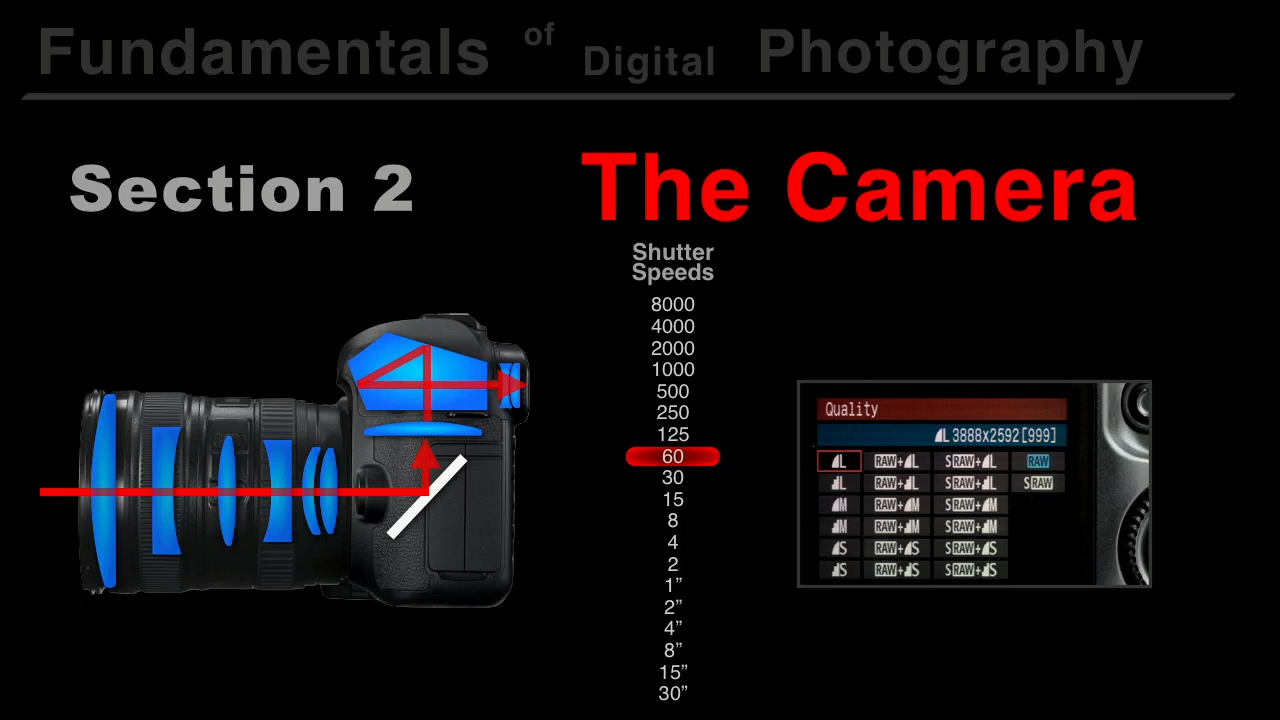 Fundamentals of Digital Photography
Section 2
The Camera
Shutter
Speeds
8000
4000
2000
1000
500
250
125
60
30
15
8
4
2
1”
2”
4”
8”
15”
30”
Quality
L 3888x2592[999]
L RAW+L SRAW+L RAW
L RAW+L SRAW+L SRAW
M RAW+M SRAW+M
M RAW+M SRAW+M
S RAW+S SRAW+S
S RAW+S SRAW+S